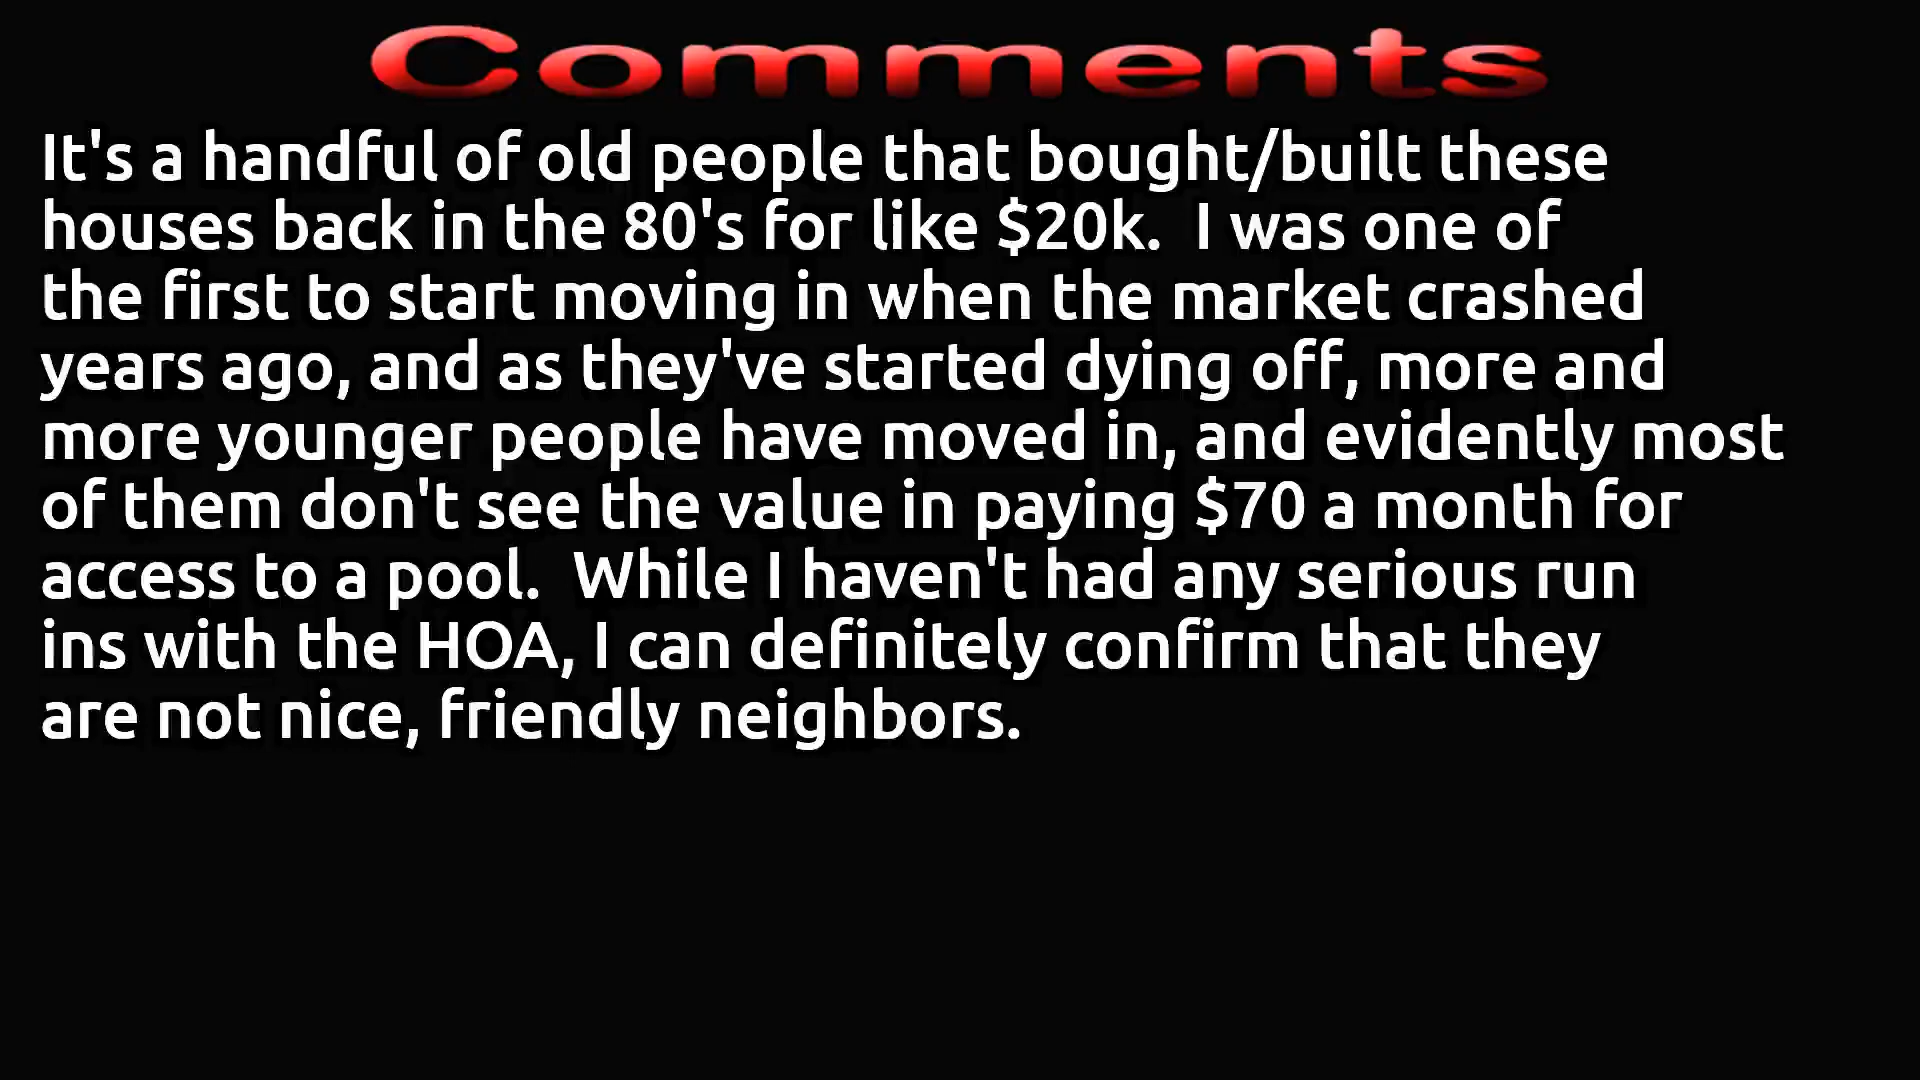 Comments
It's a handful of old people that bought/built these
houses back in the 80's for like $20k.  I was one of
the first to start moving in when the market crashed
years ago, and as they've started dying off, more and
more younger people have moved in, and evidently most
of them don't see the value in paying $70 a month for
access to a pool.  While I haven't had any serious run
ins with the HOA, I can definitely confirm that they
are not nice, friendly neighbors.